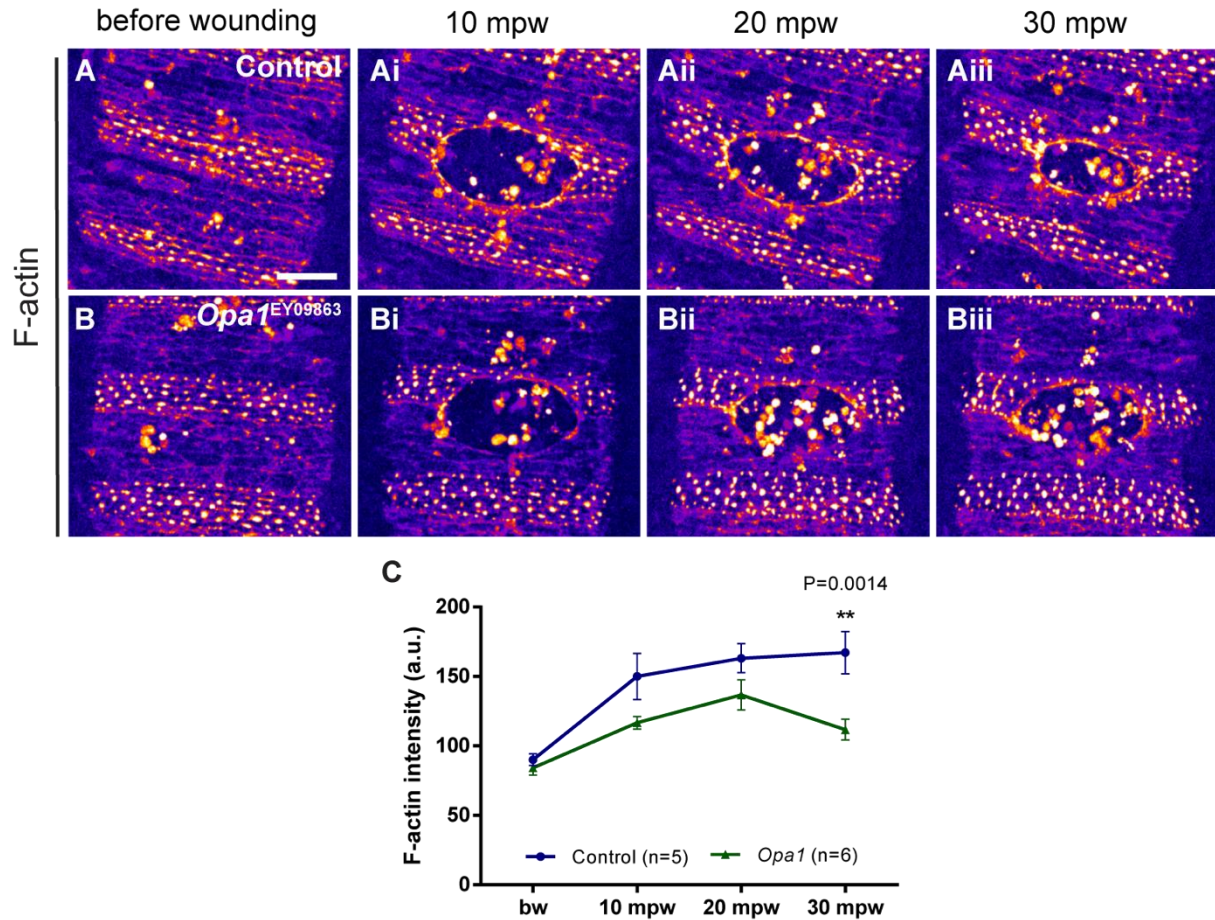 before wounding 10 mpw 20 mpw 30 mpw
F-actin
A Control Ai Aii Aiii
B Opa1EY09863 Bi Bii Biii
C
P=0.0014
**
F-actin intensity (a.u.)
200
150
100
50
0
Control (n=5) Opa1 (n=6)
bw 10 mpw 20 mpw 30 mpw